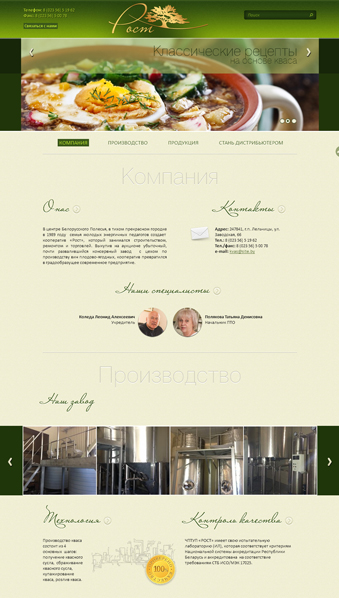 Телефон: 8 (023 56) 3 19 62
Факс: 8 (023 56) 3 00 78
Связаться с нами
Рост
Поиск
Классические рецепты
на основе кваса
КОМПАНИЯ ПРОИЗВОДСТВО ПРОДУКЦИЯ СТАНЬ ДИСТРИБЬЮТЕРОМ
Компания
О нас
В центре Белорусского Полесья, в тихом прекрасном городке
в 1989 году семья молодых энергичных педагогов создает
кооператив «Рост», который занимался строительством,
ремонтом и торговлей. Выкупив на аукционе убыточный,
почти развалившийся консервный завод с цехом по
производству вин плодово-ягодных, кооператив превратился
в градообразующее современное предприятие.
Контакты
Адрес: 247841, г.п. Лельчицы, ул.
Заводская, 66
Тел.: 8 (023 56) 3 19 62
Тел./факс: 8 (023 56) 3 00 78
e-mail:
Наши специалисты
Коледа Леонид Алексеевич
Учредитель
Полякова Татьяна Денисовна
Начальник ПТО
Производство
Наш завод
Технология
Производство кваса
состоит из 4
основных шагов:
получение квасного
сусла, сбраживание
квасного сусла,
купажирование
кваса, розлив кваса.
100%
Контроль качества
ЧПТУП «РОСТ» имеет свою испытательную
лабораторию (ИЛ), которая соответствует критериям
Национальной системы аккредитации Республики
Беларусь и аккредитована на соответствие
требованиям СТБ ИСО/МЭК 17025.